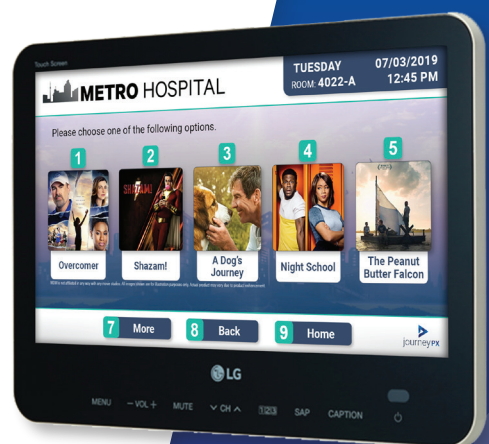 Touch Screen
METRO HOSPITAL
TUESDAY 07/03/2019
ROOM: 4022-A 12:45 PM
Please choose one of the following options.
1 2 3 4 5
SHAZAM!
Overcomer Shazam! A Dog's Journey Night School The Peanut Butter Falcon
7 More 8 Back 9 Home
journeyPX
LG
MENU − VOL + MUTE ∨ CH ∧ 123 SAP CAPTION